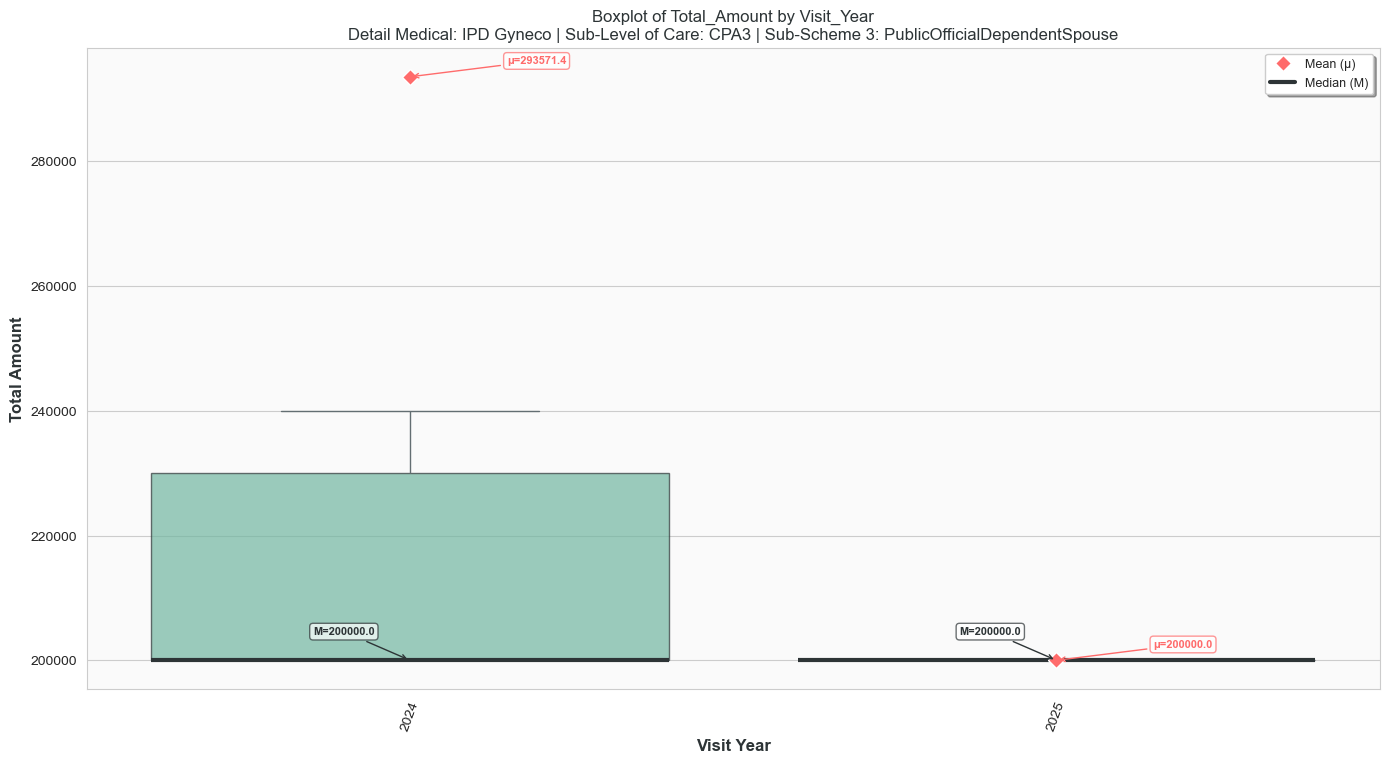 Boxplot of Total_Amount by Visit_Year
Detail Medical: IPD Gyneco | Sub-Level of Care: CPA3 | Sub-Scheme 3: PublicOfficialDependentSpouse
μ=293571.4
Mean (μ)
Median (M)
280000
260000
240000
220000
200000
Total Amount
M=200000.0
M=200000.0
μ=200000.0
2024
2025
Visit Year